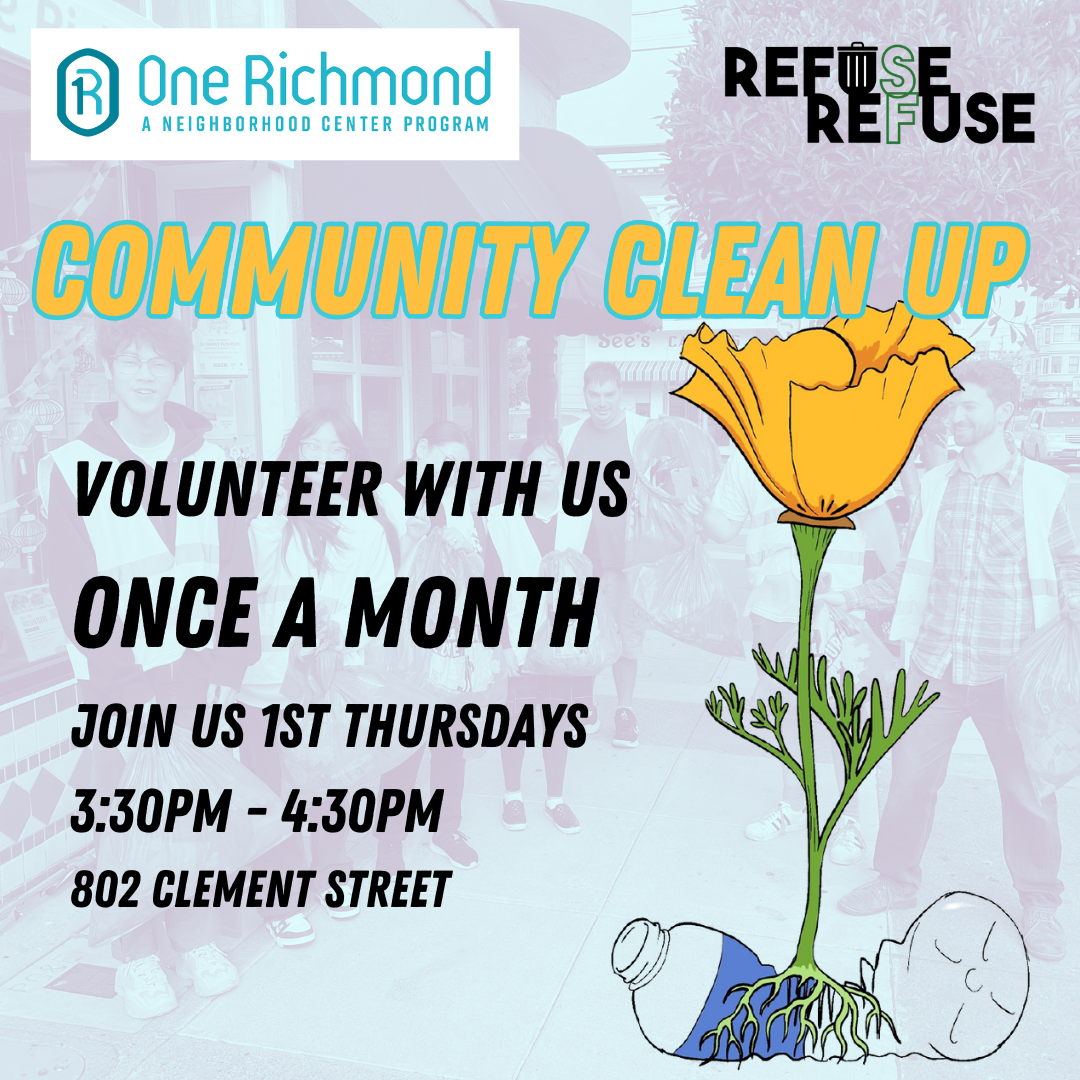 One Richmond
A NEIGHBORHOOD CENTER PROGRAM
REFUSE
REFUSE
COMMUNITY CLEAN UP
See's
VOLUNTEER WITH US
ONCE A MONTH
JOIN US 1ST THURSDAYS
3:30PM - 4:30PM
802 CLEMENT STREET